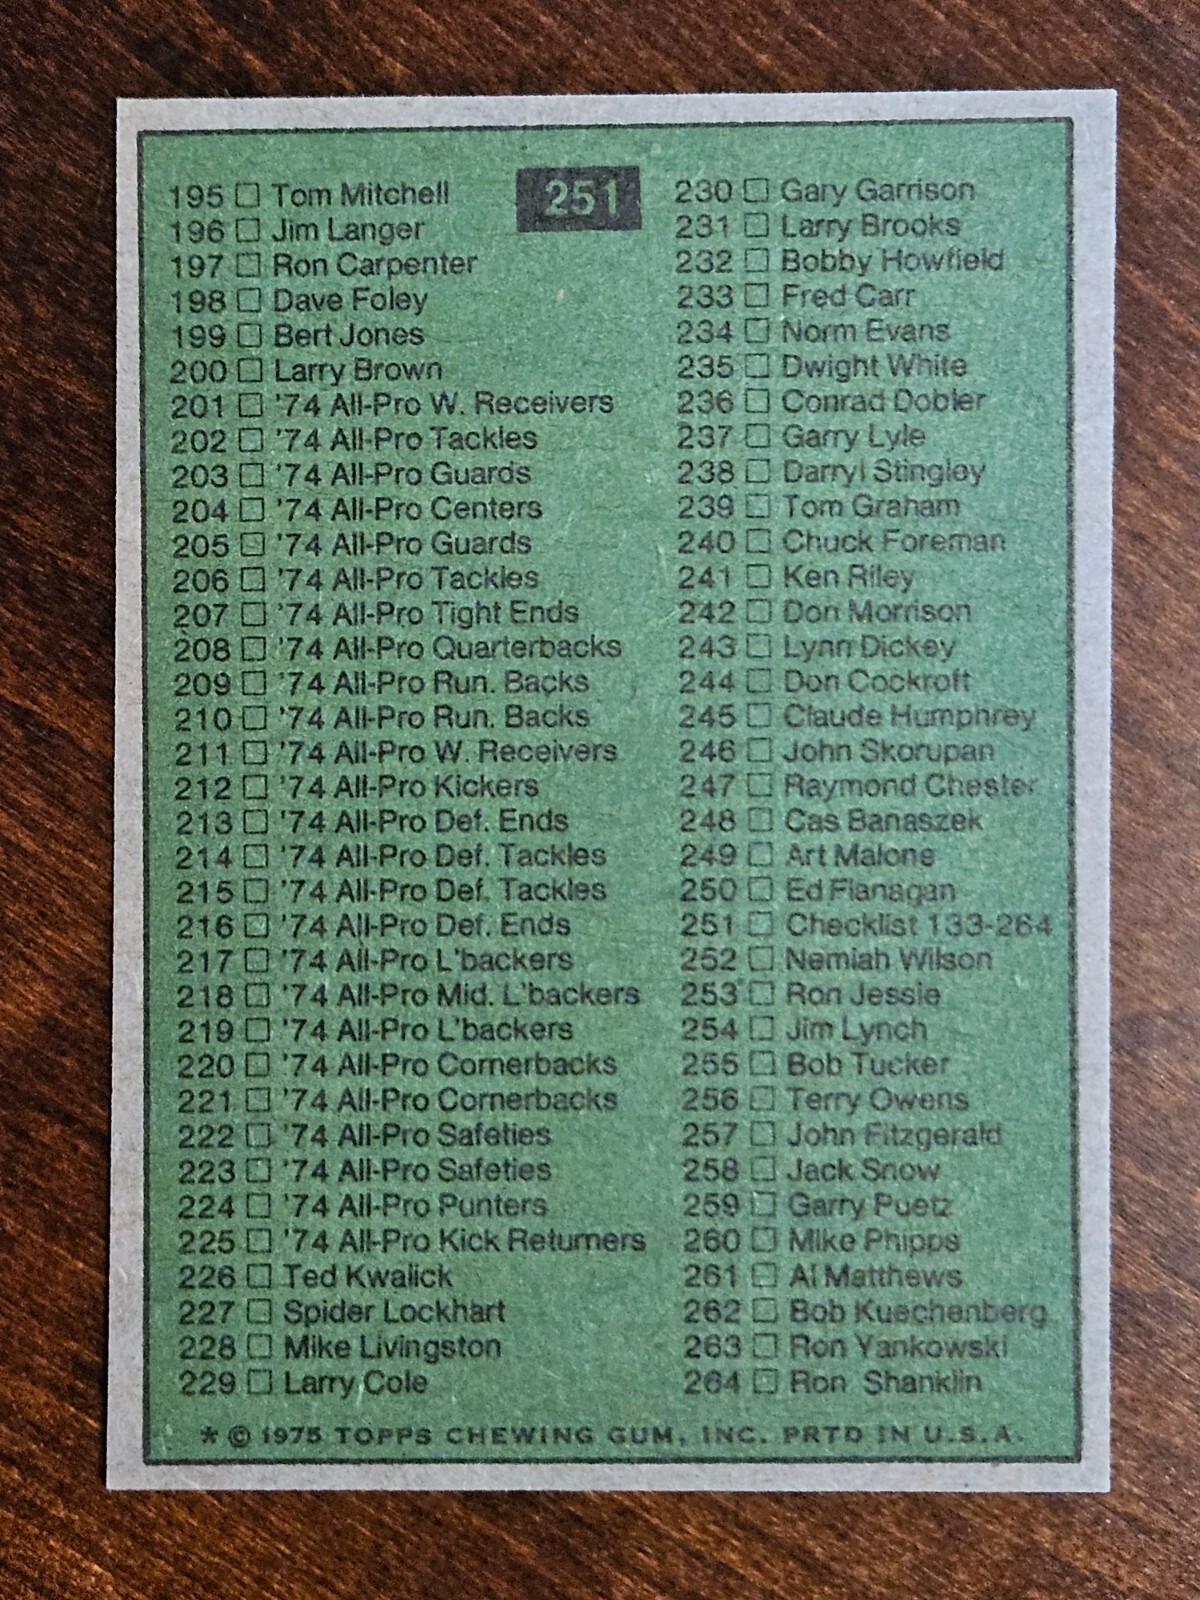 251
195 ☐ Tom Mitchell
196 ☐ Jim Langer
197 ☐ Ron Carpenter
198 ☐ Dave Foley
199 ☐ Bert Jones
200 ☐ Larry Brown
201 ☐ '74 All-Pro W. Receivers
202 ☐ '74 All-Pro Tackles
203 ☐ '74 All-Pro Guards
204 ☐ '74 All-Pro Centers
205 ☐ '74 All-Pro Guards
206 ☐ '74 All-Pro Tackles
207 ☐ '74 All-Pro Tight Ends
208 ☐ '74 All-Pro Quarterbacks
209 ☐ '74 All-Pro Run. Backs
210 ☐ '74 All-Pro Run. Backs
211 ☐ '74 All-Pro W. Receivers
212 ☐ '74 All-Pro Kickers
213 ☐ '74 All-Pro Def. Ends
214 ☐ '74 All-Pro Def. Tackles
215 ☐ '74 All-Pro Def. Tackles
216 ☐ '74 All-Pro Def. Ends
217 ☐ '74 All-Pro L'backers
218 ☐ '74 All-Pro Mid. L'backers
219 ☐ '74 All-Pro L'backers
220 ☐ '74 All-Pro Cornerbacks
221 ☐ '74 All-Pro Cornerbacks
222 ☐ '74 All-Pro Safeties
223 ☐ '74 All-Pro Safeties
224 ☐ '74 All-Pro Punters
225 ☐ '74 All-Pro Kick Returners
226 ☐ Ted Kwalick
227 ☐ Spider Lockhart
228 ☐ Mike Livingston
229 ☐ Larry Cole
230 ☐ Gary Garrison
231 ☐ Larry Brooks
232 ☐ Bobby Howfield
233 ☐ Fred Carr
234 ☐ Norm Evans
235 ☐ Dwight White
236 ☐ Conrad Dobler
237 ☐ Garry Lyle
238 ☐ Darryl Stingley
239 ☐ Tom Graham
240 ☐ Chuck Foreman
241 ☐ Ken Riley
242 ☐ Don Morrison
243 ☐ Lynn Dickey
244 ☐ Don Cockroft
245 ☐ Claude Humphrey
246 ☐ John Skorupan
247 ☐ Raymond Chester
248 ☐ Cas Banaszek
249 ☐ Art Malone
250 ☐ Ed Flanagan
251 ☐ Checklist 133-264
252 ☐ Nemiah Wilson
253 ☐ Ron Jessie
254 ☐ Jim Lynch
255 ☐ Bob Tucker
256 ☐ Terry Owens
257 ☐ John Fitzgerald
258 ☐ Jack Snow
259 ☐ Garry Puetz
260 ☐ Mike Phipps
261 ☐ Al Matthews
262 ☐ Bob Kuechenberg
263 ☐ Ron Yankowski
264 ☐ Ron Shanklin
* © 1975 TOPPS CHEWING GUM, INC. PRTD IN U.S.A.